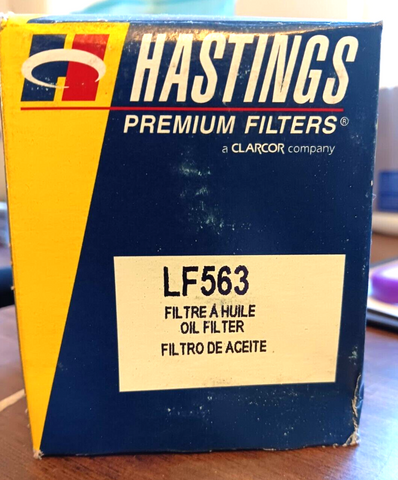 HASTINGS
PREMIUM FILTERS®
a CLARCOR company
LF563
FILTRE À HUILE
OIL FILTER
FILTRO DE ACEITE